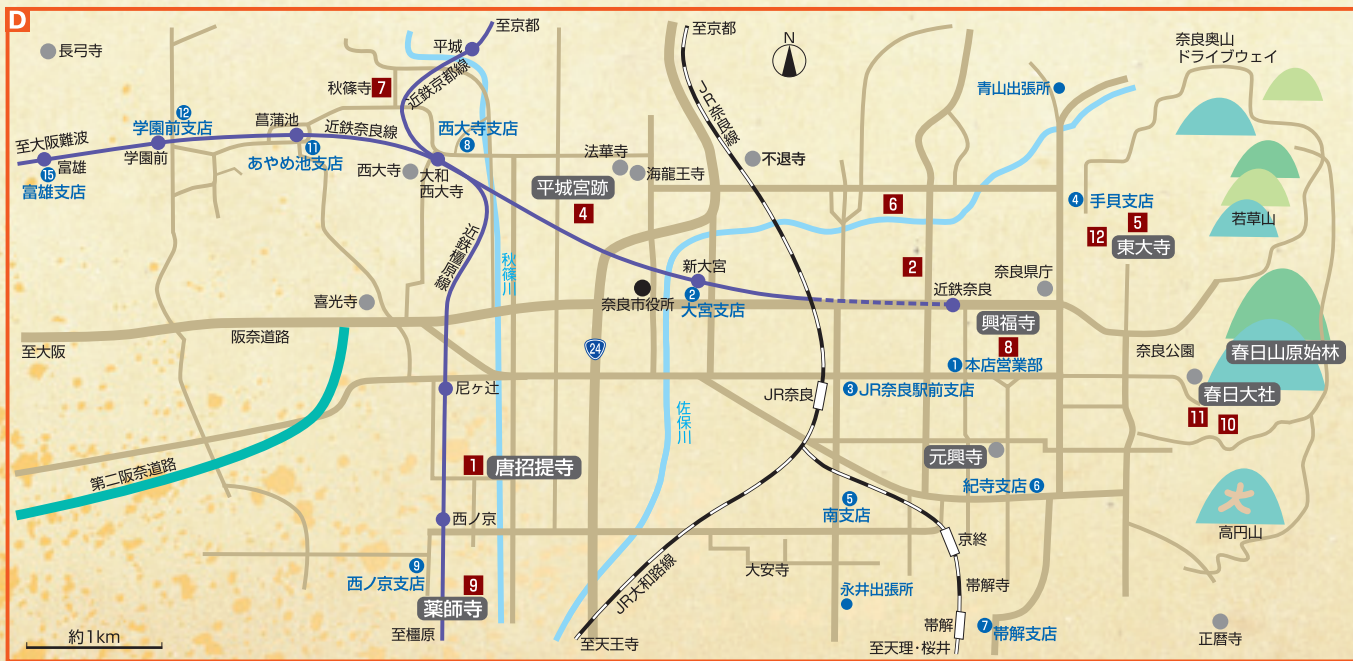 D
至京都
至京都
N
奈良奥山
ドライブウェイ
長弓寺
平城
近鉄京都線
JR奈良線
秋篠寺
7
青山出張所
12
学園前支店
菖蒲池
近鉄奈良線
西大寺支店
8
至大阪難波
富雄
15
富雄支店
学園前
11
あやめ池支店
西大寺
大和
西大寺
法華寺
海龍王寺
不退寺
平城宮跡
4
6
4
手貝支店
5
12
東大寺
若草山
近鉄橿原線
秋篠川
新大宮
2
大宮支店
2
奈良県庁
近鉄奈良
喜光寺
奈良市役所
興福寺
8
阪奈道路
至大阪
24
1
本店営業部
奈良公園
春日山原始林
春日大社
11
10
尼ヶ辻
佐保川
JR奈良
3
JR奈良駅前支店
第二阪奈道路
1
唐招提寺
元興寺
紀寺支店
6
5
南支店
大
高円山
西ノ京
京終
9
西ノ京支店
9
薬師寺
JR大和路線
大安寺
永井出張所
帯解寺
帯解
7
帯解支店
正暦寺
約1km
至橿原
至天王寺
至天理・桜井